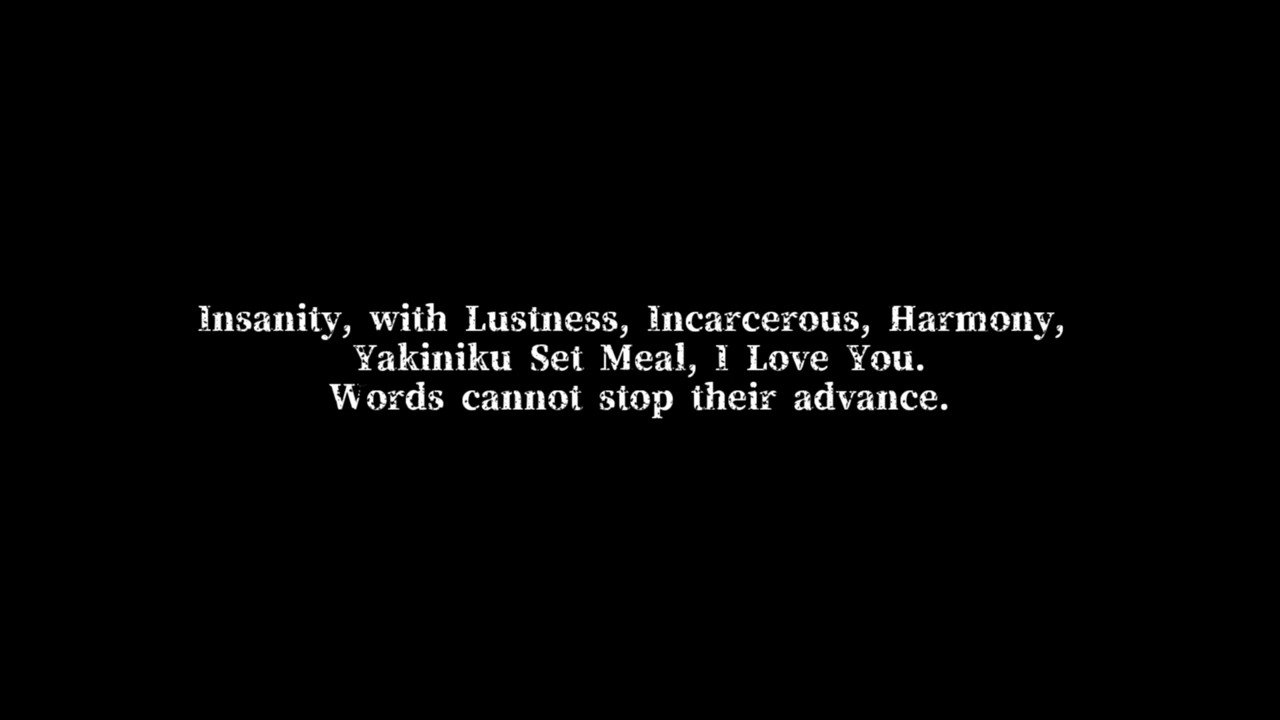 Insanity, with Lustness, Incarcerous, Harmony,
Yakiniku Set Meal, I Love You.
Words cannot stop their advance.